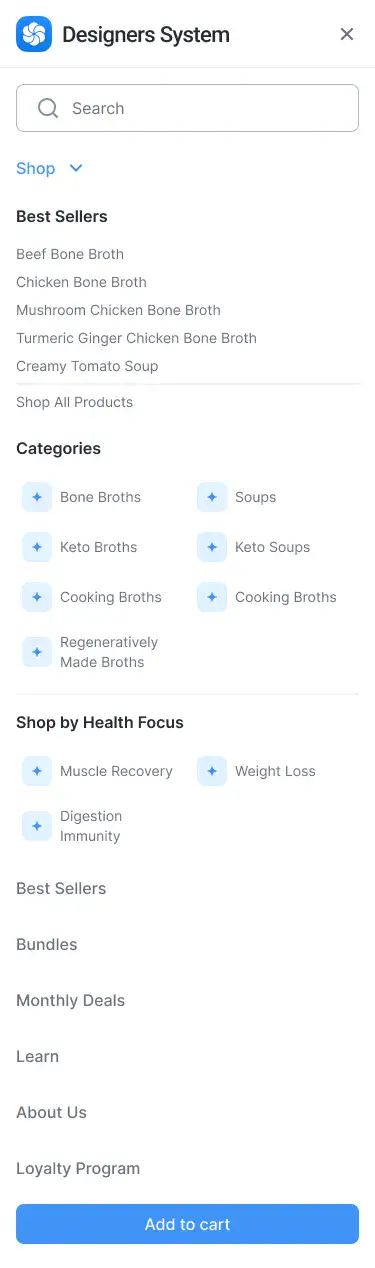 Designers System
Search
Shop
Best Sellers
Beef Bone Broth
Chicken Bone Broth
Mushroom Chicken Bone Broth
Turmeric Ginger Chicken Bone Broth
Creamy Tomato Soup
Shop All Products
Categories
Bone Broths
Soups
Keto Broths
Keto Soups
Cooking Broths
Cooking Broths
Regeneratively
Made Broths
Shop by Health Focus
Muscle Recovery
Weight Loss
Digestion
Immunity
Best Sellers
Bundles
Monthly Deals
Learn
About Us
Loyalty Program
Add to cart